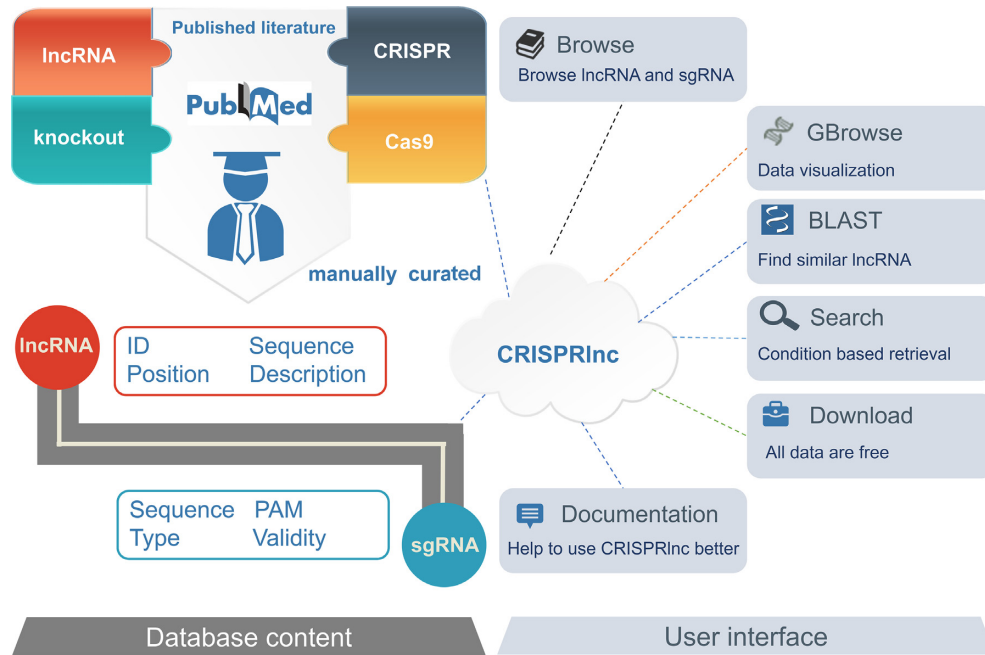 Published literature
lncRNA
CRISPR
PubMed
knockout
Cas9
manually curated
lncRNA
ID Sequence
Position Description
Sequence PAM
Type Validity
sgRNA
Database content
CRISPRlnc
Browse
Browse lncRNA and sgRNA
GBrowse
Data visualization
BLAST
Find similar lncRNA
Search
Condition based retrieval
Download
All data are free
Documentation
Help to use CRISPRlnc better
User interface